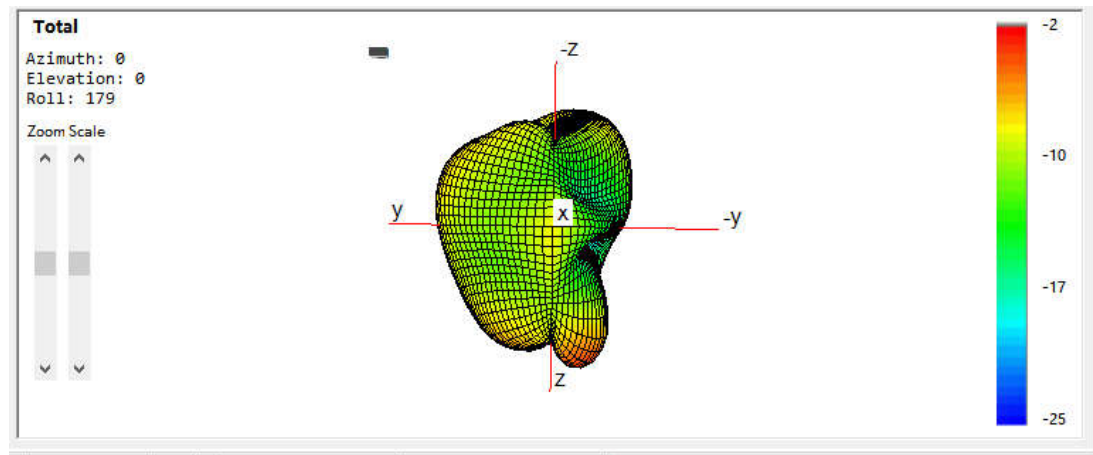 Total
Azimuth: 0
Elevation: 0
Roll: 179
Zoom Scale
-z
y
x
-y
z
-2
-10
-17
-25